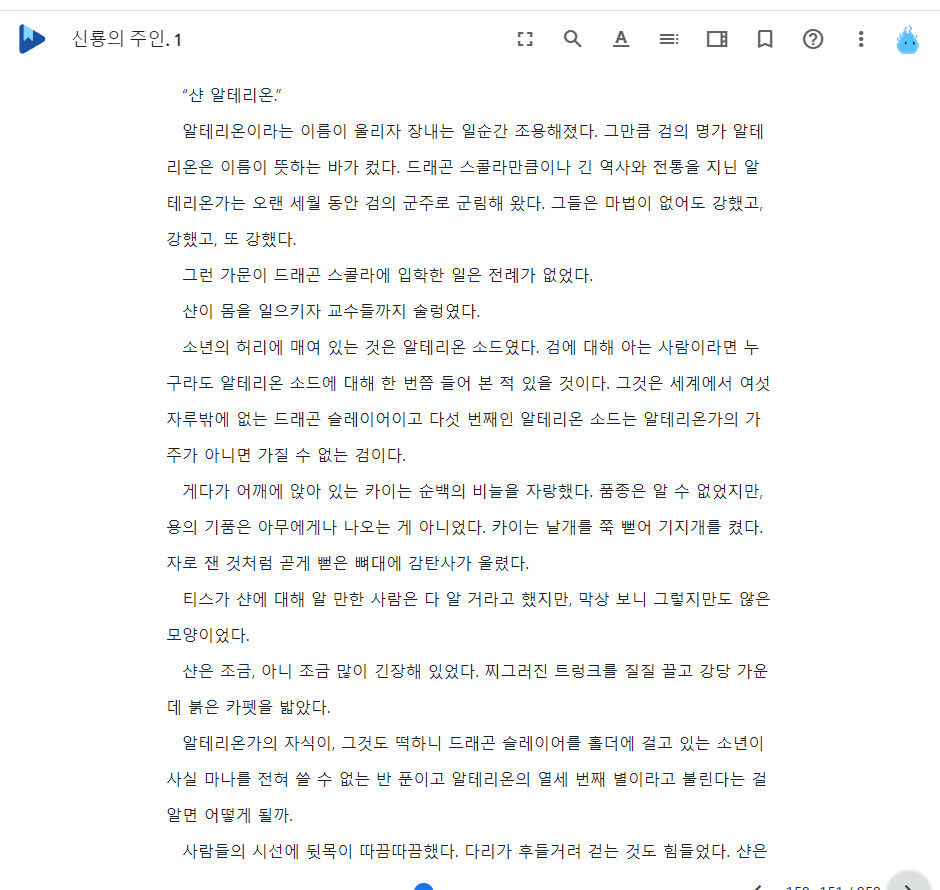 신룡의 주인. 1
“샨 알테리온.”
알테리온이라는 이름이 울리자 장내는 일순간 조용해졌다. 그만큼 검의 명가 알테
리온은 이름이 뜻하는 바가 컸다. 드래곤 스콜라만큼이나 긴 역사와 전통을 지닌 알
테리온가는 오랜 세월 동안 검의 군주로 군림해 왔다. 그들은 마법이 없어도 강했고,
강했고, 또 강했다.
그런 가문이 드래곤 스콜라에 입학한 일은 전례가 없었다.
샨이 몸을 일으키자 교수들까지 술렁였다.
소년의 허리에 매여 있는 것은 알테리온 소드였다. 검에 대해 아는 사람이라면 누
구라도 알테리온 소드에 대해 한 번쯤 들어 본 적 있을 것이다. 그것은 세계에서 여섯
자루밖에 없는 드래곤 슬레이어이고 다섯 번째인 알테리온 소드는 알테리온가의 가
주가 아니면 가질 수 없는 검이다.
게다가 어깨에 앉아 있는 카이는 순백의 비늘을 자랑했다. 품종은 알 수 없었지만,
용의 기품은 아무에게나 나오는 게 아니었다. 카이는 날개를 쭉 뻗어 기지개를 켰다.
자로 잰 것처럼 곧게 뻗은 뼈대에 감탄사가 울렸다.
티스가 샨에 대해 알 만한 사람은 다 알 거라고 했지만, 막상 보니 그렇지만도 않은
모양이었다.
샨은 조금, 아니 조금 많이 긴장해 있었다. 찌그러진 트렁크를 질질 끌고 강당 가운
데 붉은 카펫을 밟았다.
알테리온가의 자식이, 그것도 떡하니 드래곤 슬레이어를 홀더에 걸고 있는 소년이
사실 마나를 전혀 쓸 수 없는 반 푼이고 알테리온의 열세 번째 별이라고 불린다는 걸
알면 어떻게 될까.
사람들의 시선에 뒷목이 따끔따끔했다. 다리가 후들거려 걷는 것도 힘들었다. 샨은